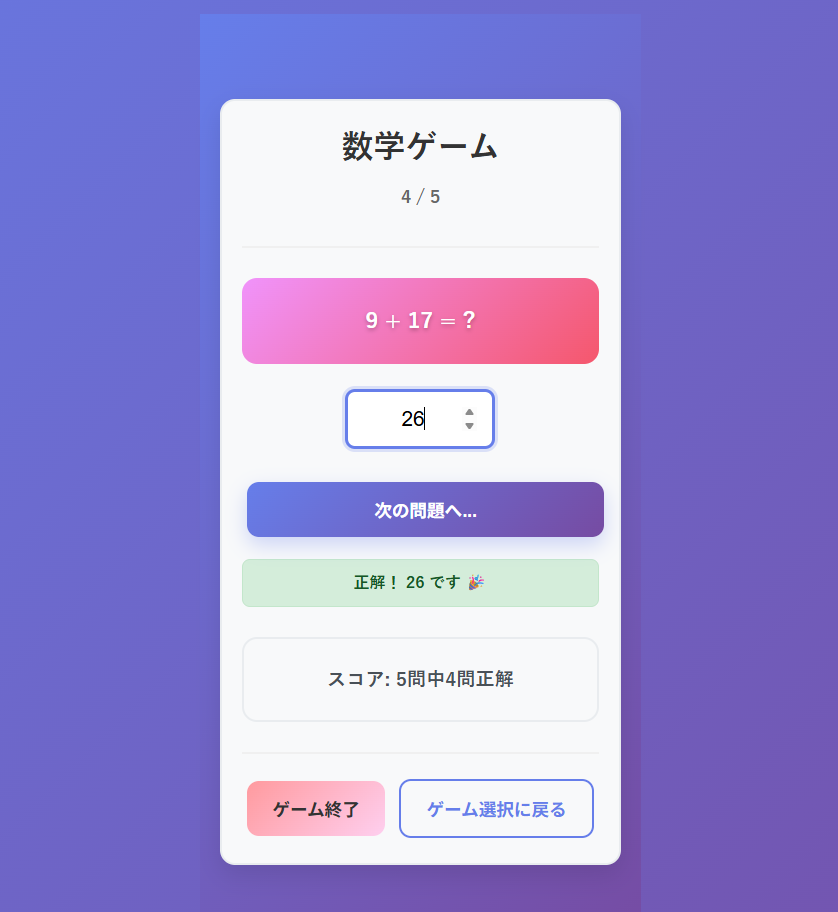 数学ゲーム
4 / 5
9 + 17 = ?
26
次の問題へ...
正解！ 26 です 🎉
スコア: 5問中4問正解
ゲーム終了
ゲーム選択に戻る